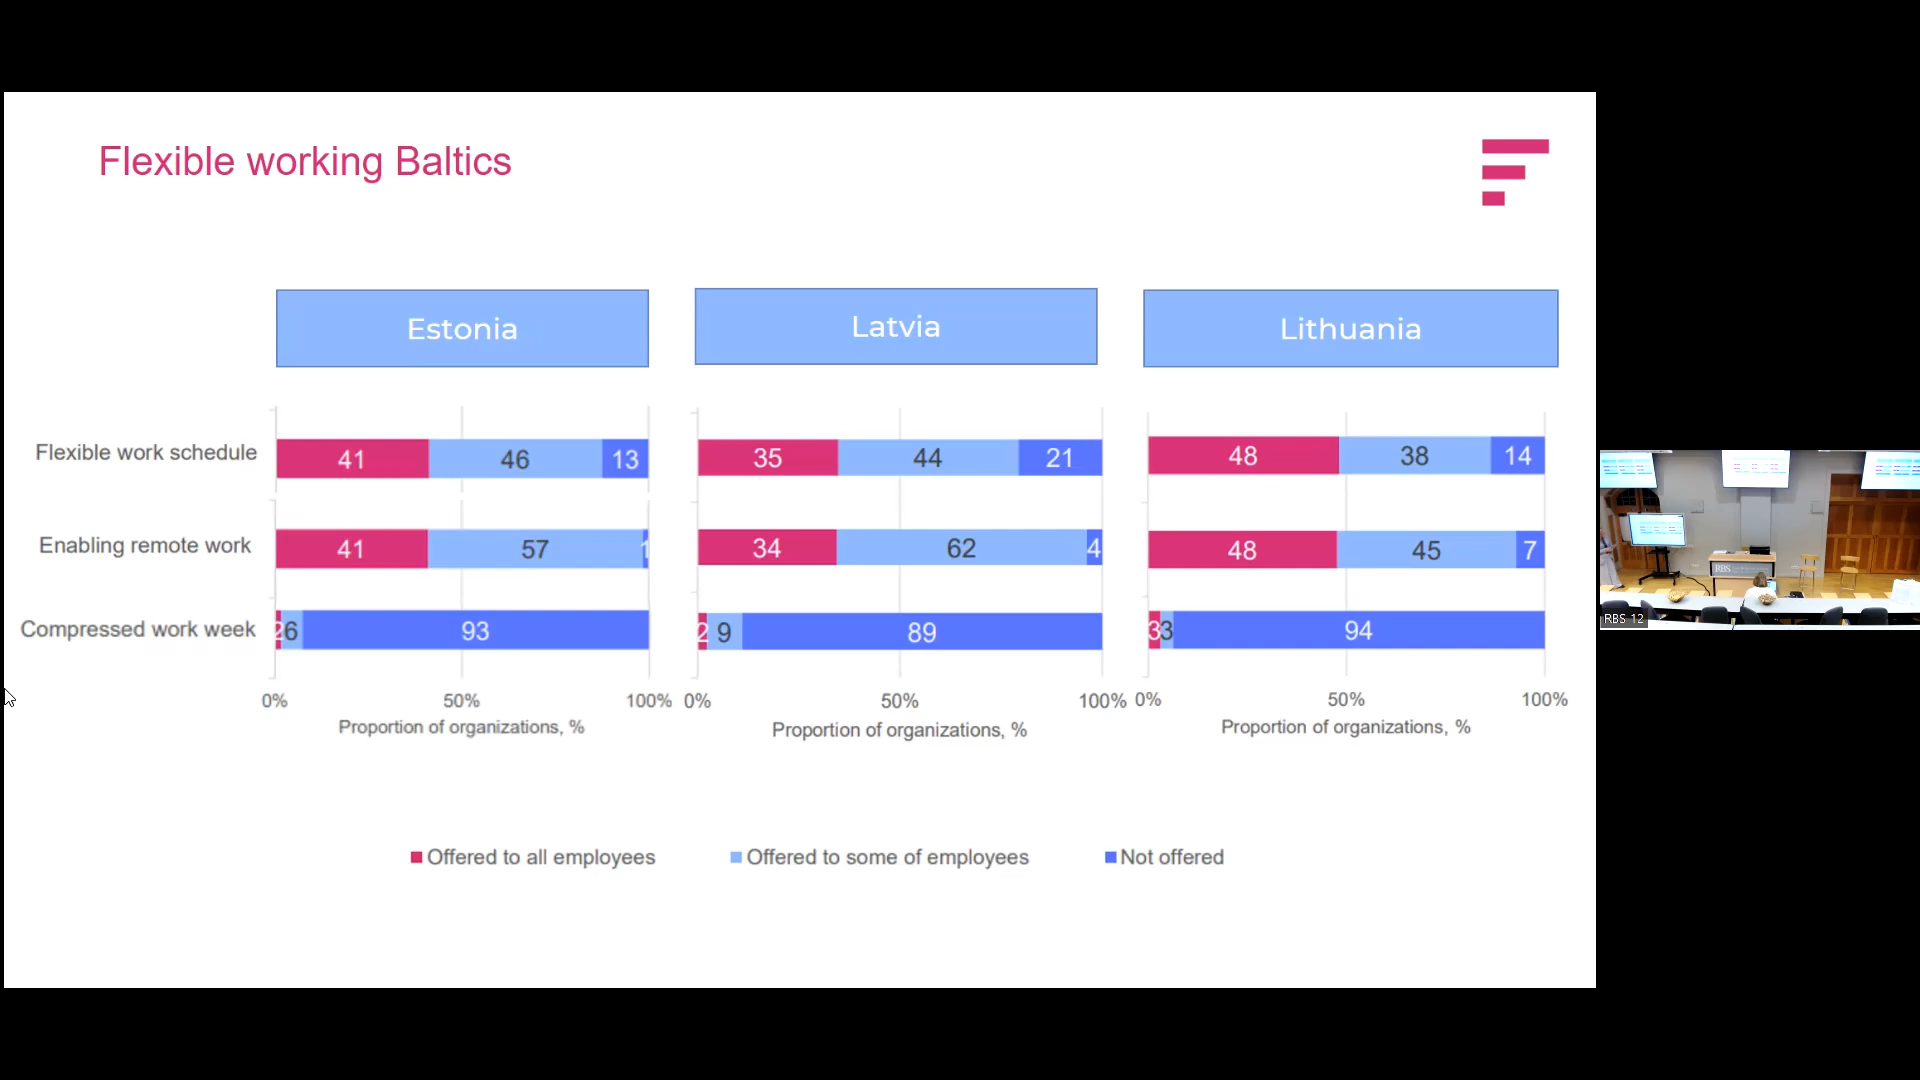 Flexible working Baltics
Estonia
Latvia
Lithuania
Flexible work schedule
41 46 13
35 44 21
48 38 14
Enabling remote work
41 57 1
34 62 4
48 45 7
Compressed work week
2 6 93
2 9 89
3 3 94
0% 50% 100%
0% 50% 100%
0% 50% 100%
Proportion of organizations, %
Proportion of organizations, %
Proportion of organizations, %
Offered to all employees
Offered to some of employees
Not offered
RBS
RBS 12